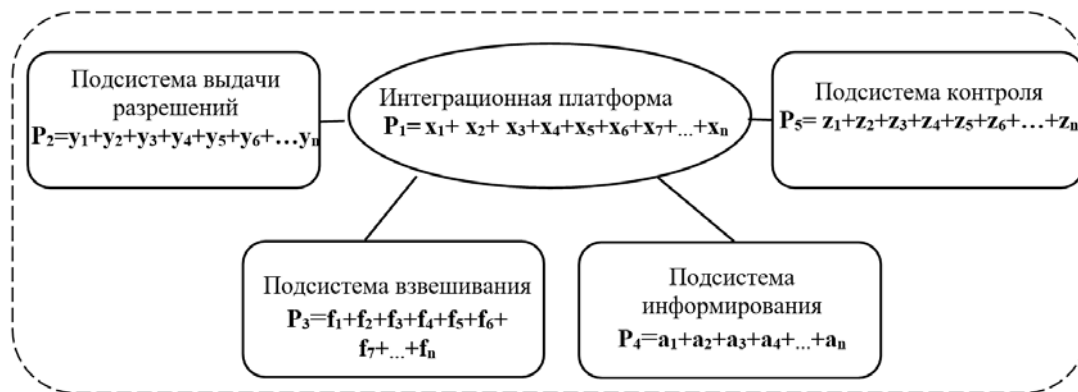 Подсистема выдачи
разрешений
P₂=y₁+y₂+y₃+y₄+y₅+y₆+…yₙ
Интеграционная платформа
P₁= x₁+ x₂+ x₃+x₄+x₅+x₆+x₇+...+xₙ
Подсистема контроля
P₅= z₁+z₂+z₃+z₄+z₅+z₆+…+zₙ
Подсистема взвешивания
P₃=f₁+f₂+f₃+f₄+f₅+f₆+
f₇+...+fₙ
Подсистема
информирования
P₄=a₁+a₂+a₃+a₄+...+aₙ